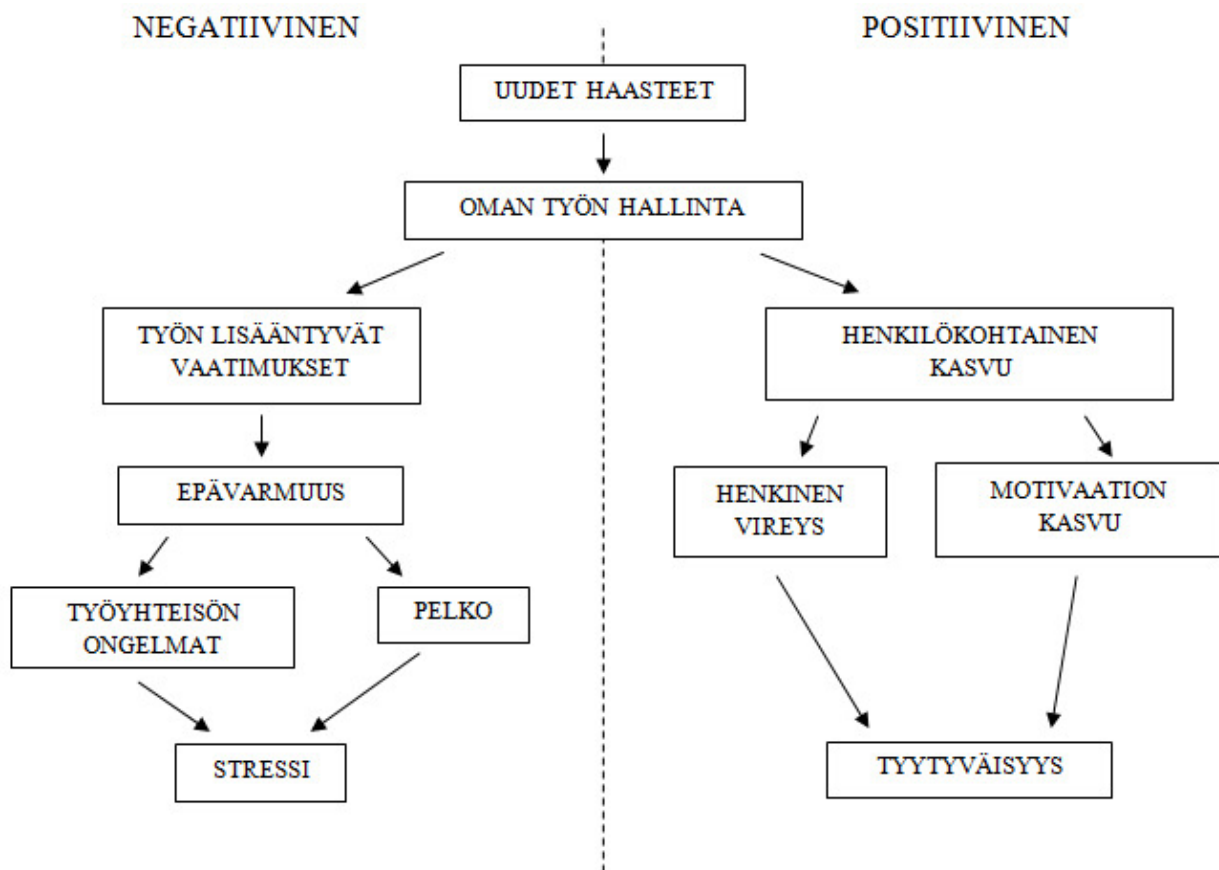 NEGATIIVINEN
POSITIIVINEN
UUDET HAASTEET
OMAN TYÖN HALLINTA
TYÖN LISÄÄNTYVÄT
VAATIMUKSET
HENKILÖKOHTAINEN
KASVU
EPÄVARMUUS
HENKINEN
VIREYS
MOTIVAATION
KASVU
TYÖYHTEISÖN
ONGELMAT
PELKO
STRESSI
TYYTYVÄISYYS